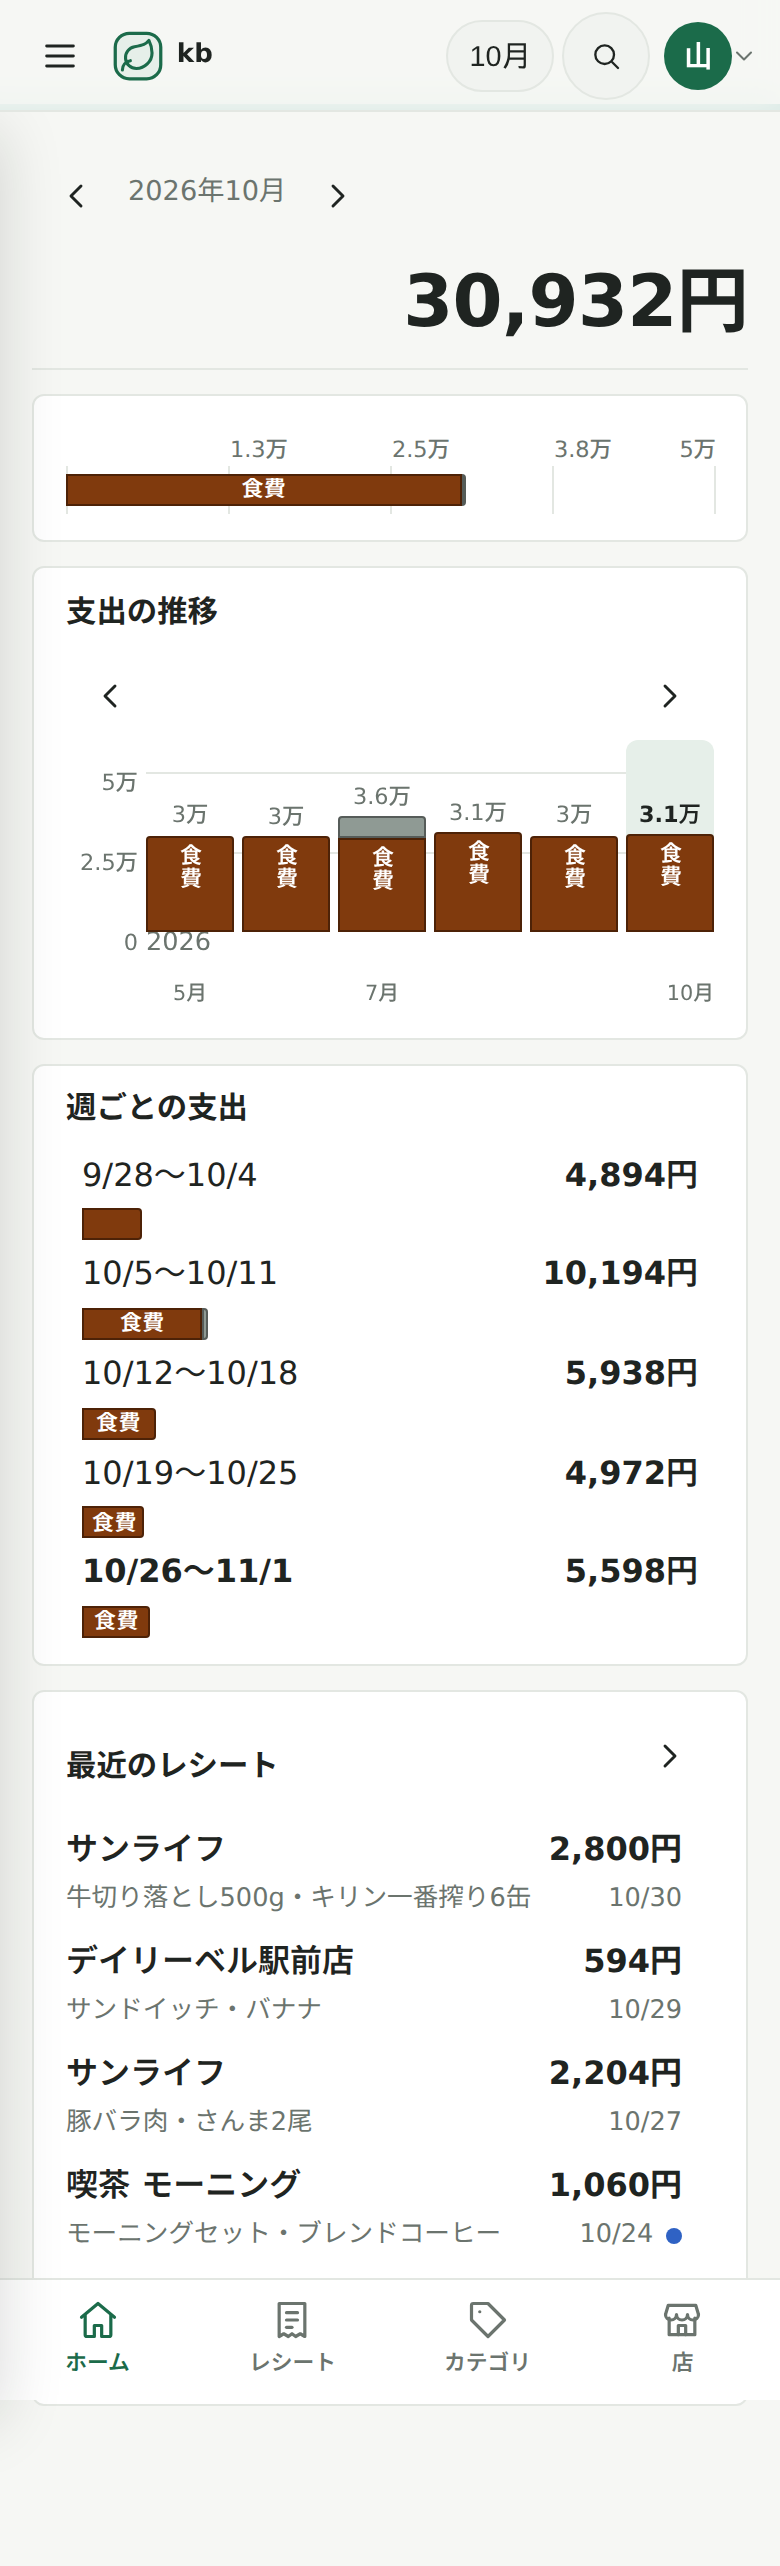 kb
10月
山
2026年10月
30,932円
1.3万 2.5万 3.8万 5万
食費
支出の推移
5万
2.5万
0
3万 3万 3.6万 3.1万 3万 3.1万
食費 食費 食費 食費 食費 食費
2026
5月 7月 10月
週ごとの支出
9/28〜10/4 4,894円
10/5〜10/11 10,194円
食費
10/12〜10/18 5,938円
食費
10/19〜10/25 4,972円
食費
10/26〜11/1 5,598円
食費
最近のレシート
サンライフ 2,800円
牛切り落とし500g・キリン一番搾り6缶 10/30
デイリーベル駅前店 594円
サンドイッチ・バナナ 10/29
サンライフ 2,204円
豚バラ肉・さんま2尾 10/27
喫茶 モーニング 1,060円
モーニングセット・ブレンドコーヒー 10/24
ホーム レシート カテゴリ 店